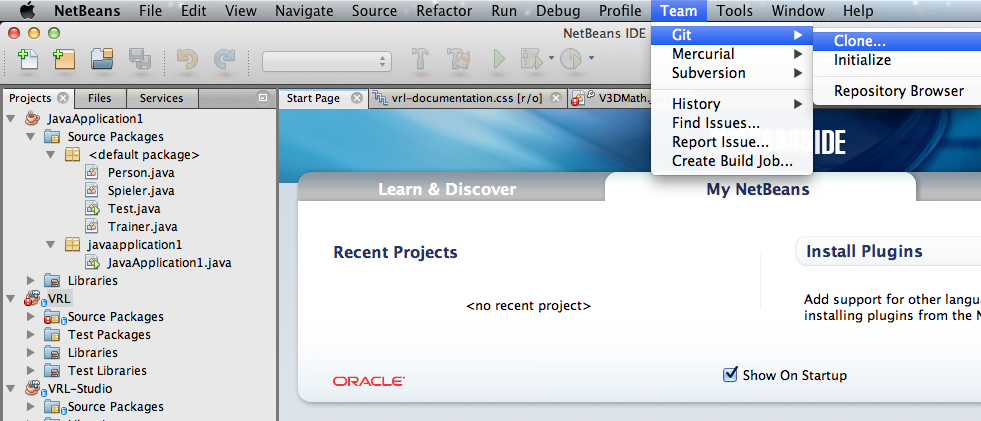 NetBeans File Edit View Navigate Source Refactor Run Debug Profile Team Tools Window Help
NetBeans IDE
Git
Clone...
Mercurial
Initialize
Subversion
Repository Browser
History
Find Issues...
Report Issue...
Create Build Job...
Projects Files Services
Start Page vrl-documentation.css [r/o] V3DMath.
JavaApplication1
Source Packages
<default package>
Person.java
Spieler.java
Test.java
Trainer.java
javaapplication1
JavaApplication1.java
Libraries
VRL
Source Packages
Test Packages
Libraries
Test Libraries
VRL-Studio
Source Packages
IDE
Learn & Discover My NetBeans
Recent Projects
<no recent project>
Install Plugins
Add support for other langu
installing plugins from the N
ORACLE
Show On Startup